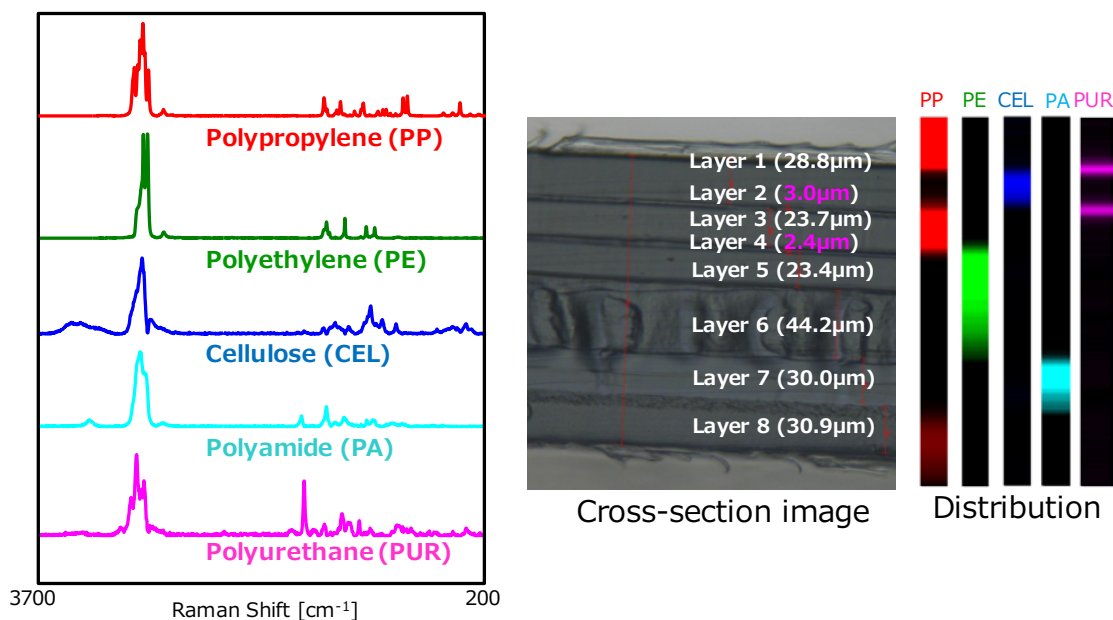 Polypropylene (PP)
Polyethylene (PE)
Cellulose (CEL)
Polyamide (PA)
Polyurethane (PUR)
3700
200
Raman Shift [cm⁻¹]
Layer 1 (28.8µm)
Layer 2 (3.0µm)
Layer 3 (23.7µm)
Layer 4 (2.4µm)
Layer 5 (23.4µm)
Layer 6 (44.2µm)
Layer 7 (30.0µm)
Layer 8 (30.9µm)
Cross-section image
PP PE CEL PA PUR
Distribution